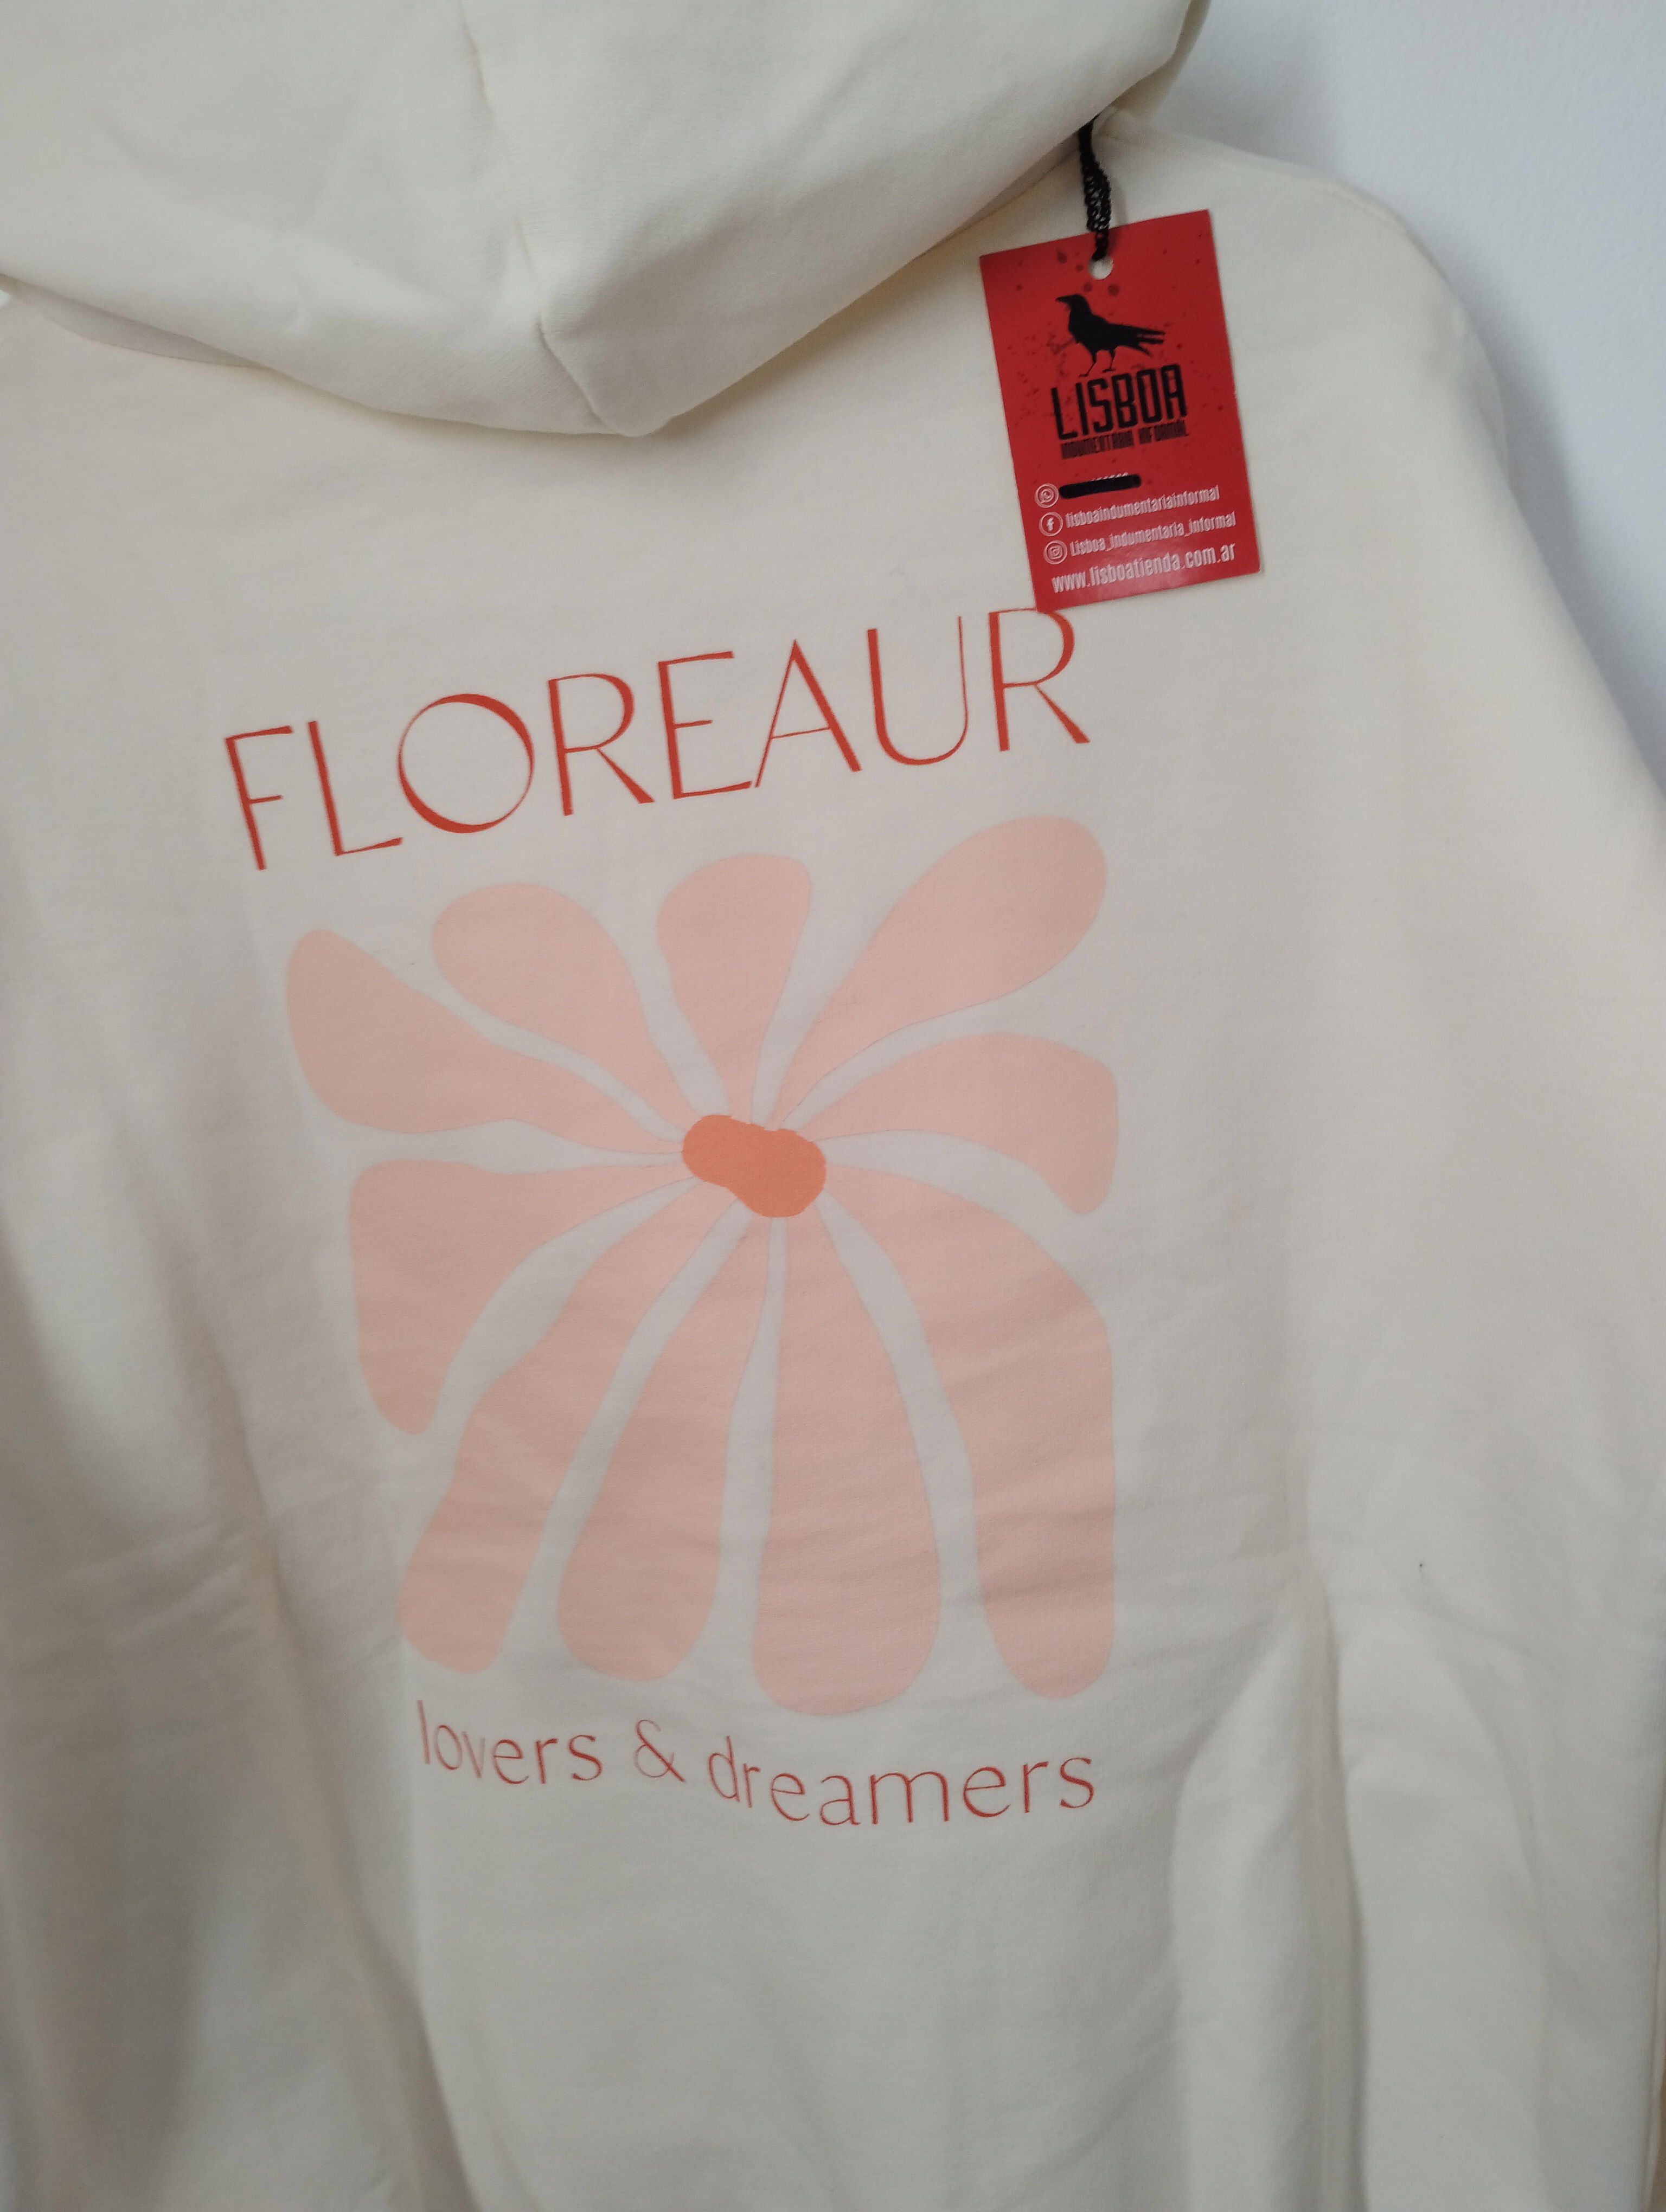 LISBOA
INDUMENTARIA INFORMAL
lisboaindumentariainformal
Lisboa_indumentaria_informal
www.lisboatienda.com.ar
FLOREAUR
lovers & dreamers